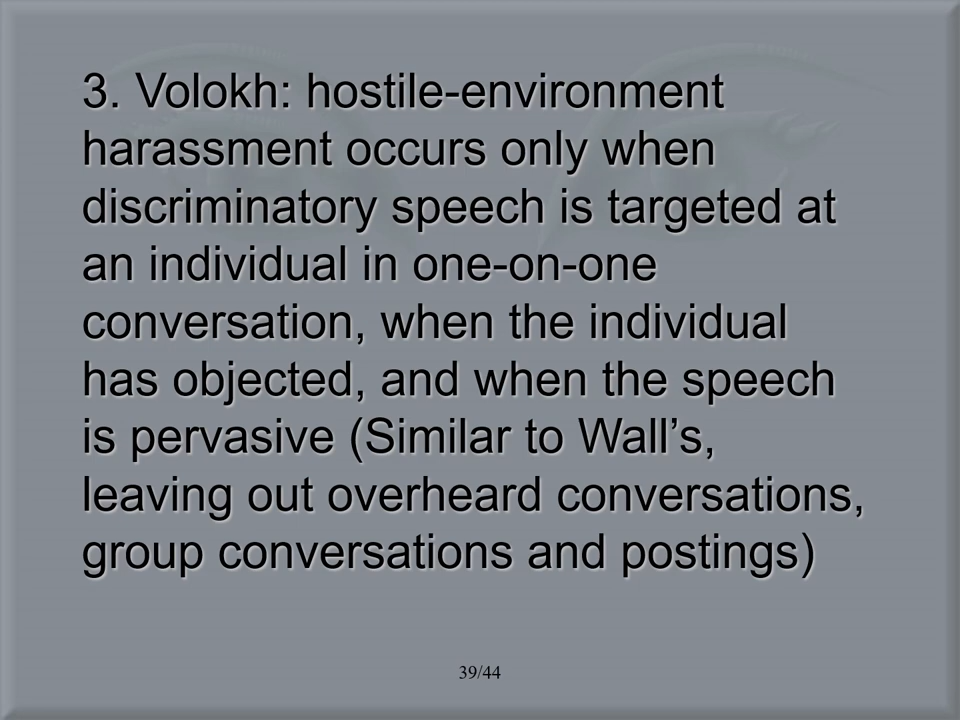 3. Volokh: hostile-environment
harassment occurs only when
discriminatory speech is targeted at
an individual in one-on-one
conversation, when the individual
has objected, and when the speech
is pervasive (Similar to Wall’s,
leaving out overheard conversations,
group conversations and postings)
39/44